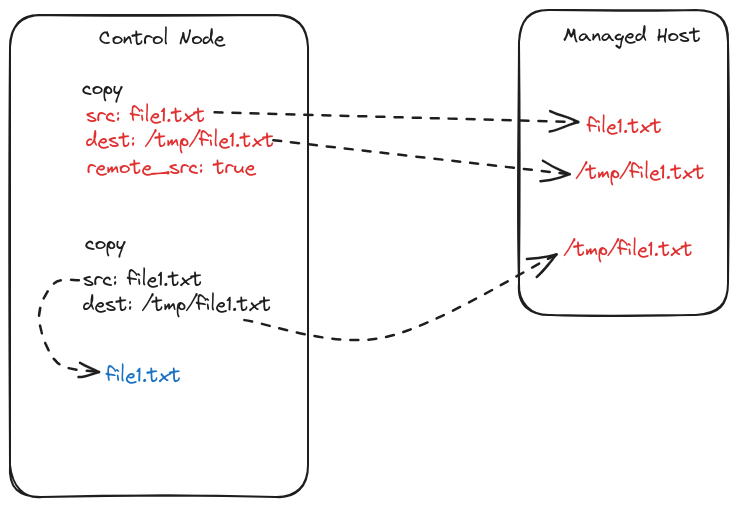 Control Node
copy
src: file1.txt
dest: /tmp/file1.txt
remote_src: true
copy
src: file1.txt
dest: /tmp/file1.txt
file1.txt
Managed Host
file1.txt
/tmp/file1.txt
/tmp/file1.txt